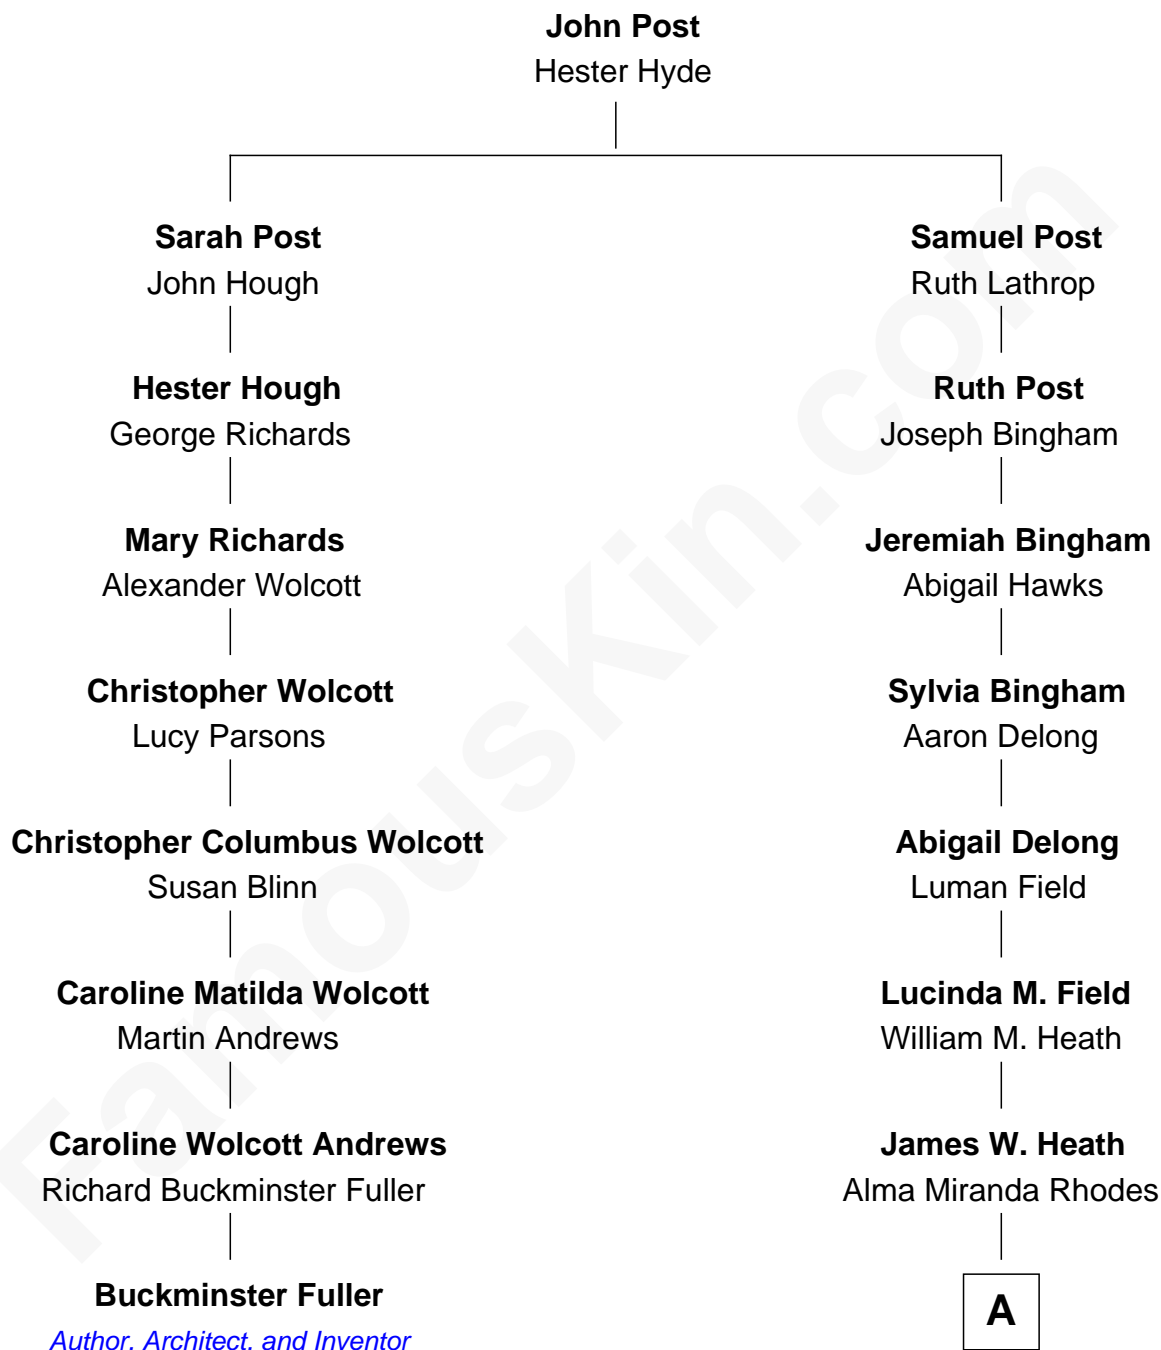 John Post
Hester Hyde
Sarah Post
John Hough
Hester Hough
George Richards
Mary Richards
Alexander Wolcott
Christopher Wolcott
Lucy Parsons
Christopher Columbus Wolcott
Susan Blinn
Caroline Matilda Wolcott
Martin Andrews
Caroline Wolcott Andrews
Richard Buckminster Fuller
Buckminster Fuller
Author, Architect, and Inventor
Samuel Post
Ruth Lathrop
Ruth Post
Joseph Bingham
Jeremiah Bingham
Abigail Hawks
Sylvia Bingham
Aaron Delong
Abigail Delong
Luman Field
Lucinda M. Field
William M. Heath
James W. Heath
Alma Miranda Rhodes
A
FamousKin.com